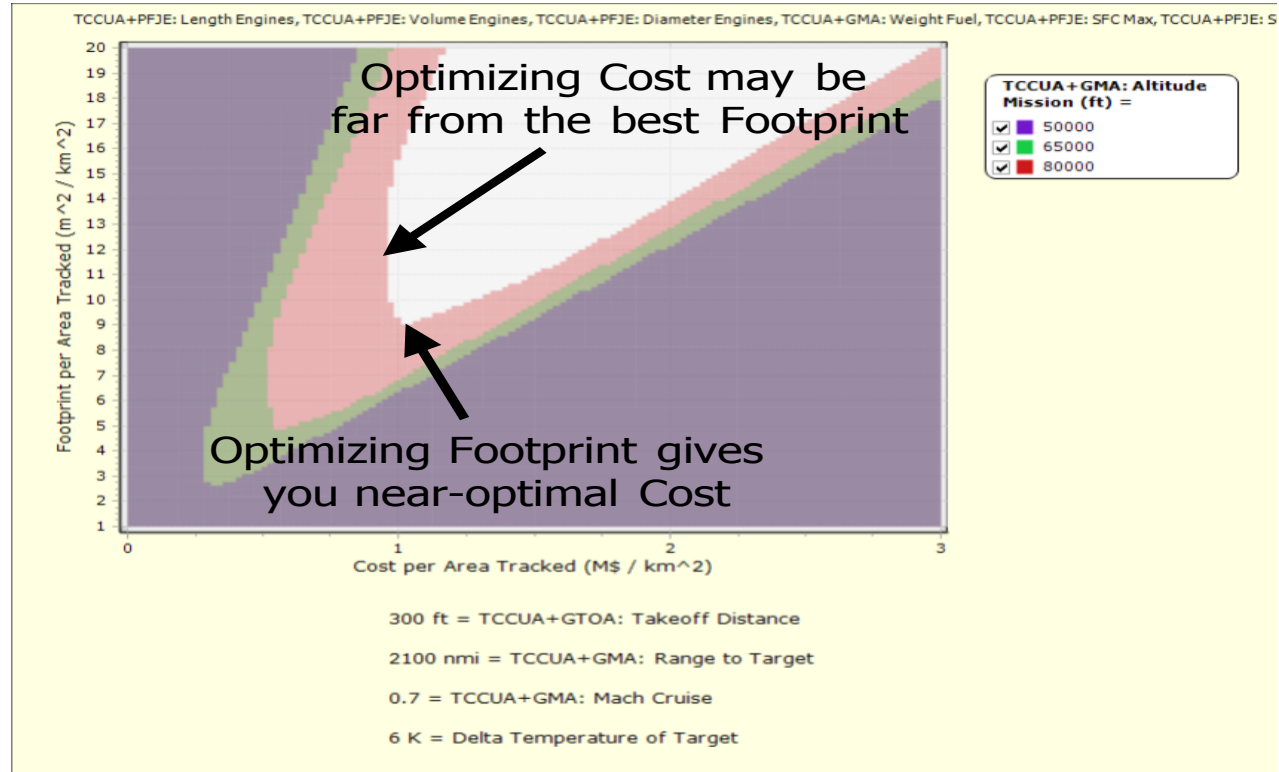 TCCUA+PFJE: Length Engines, TCCUA+PFJE: Volume Engines, TCCUA+PFJE: Diameter Engines, TCCUA+GMA: Weight Fuel, TCCUA+PFJE: SFC Max, TCCUA+PFJE: S
20
19
18
17
16
15
14
13
12
11
10
9
8
7
6
5
4
3
2
1
Footprint per Area Tracked (m^2 / km^2)
Optimizing Cost may be
far from the best Footprint
Optimizing Footprint gives
you near-optimal Cost
0 1 2 3
Cost per Area Tracked (M$ / km^2)
TCCUA+GMA: Altitude
Mission (ft) =
50000
65000
80000
300 ft = TCCUA+GTOA: Takeoff Distance
2100 nmi = TCCUA+GMA: Range to Target
0.7 = TCCUA+GMA: Mach Cruise
6 K = Delta Temperature of Target